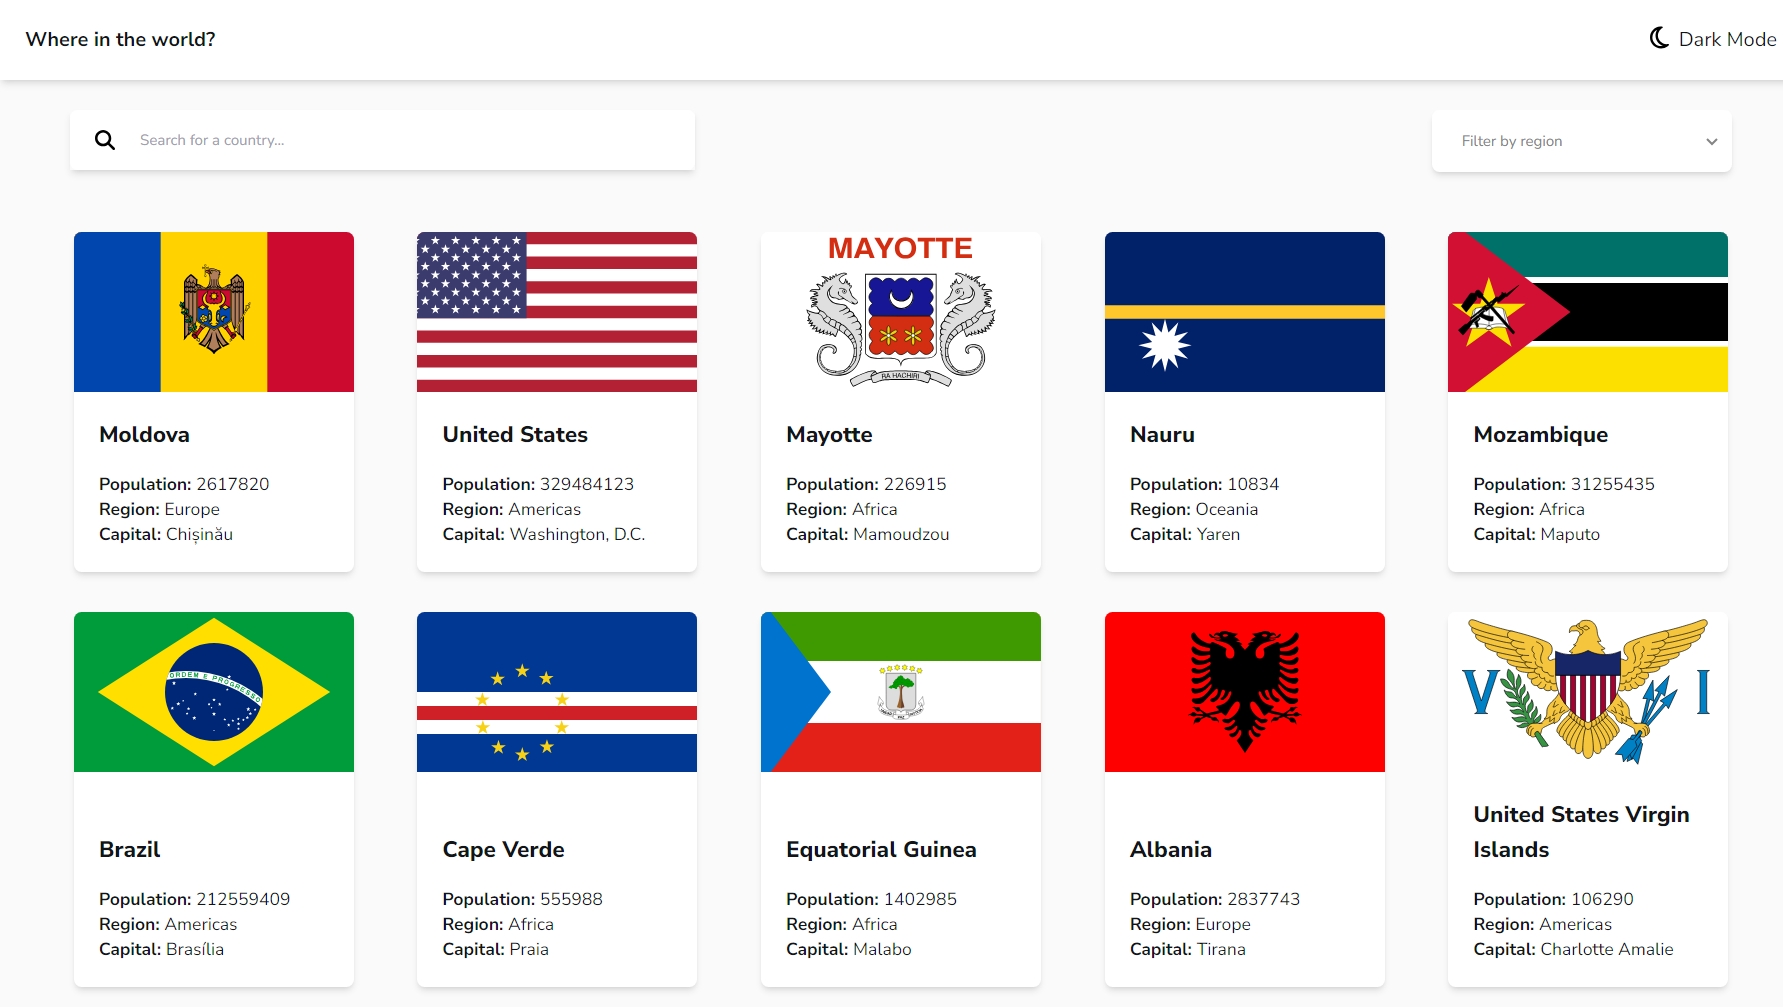 Where in the world?
Dark Mode
Search for a country...
Filter by region
MAYOTTE
RA HACHIRI
Moldova
Population: 2617820
Region: Europe
Capital: Chișinău
United States
Population: 329484123
Region: Americas
Capital: Washington, D.C.
Mayotte
Population: 226915
Region: Africa
Capital: Mamoudzou
Nauru
Population: 10834
Region: Oceania
Capital: Yaren
Mozambique
Population: 31255435
Region: Africa
Capital: Maputo
ORDEM E PROGRESSO
Brazil
Population: 212559409
Region: Americas
Capital: Brasília
Cape Verde
Population: 555988
Region: Africa
Capital: Praia
Equatorial Guinea
Population: 1402985
Region: Africa
Capital: Malabo
Albania
Population: 2837743
Region: Europe
Capital: Tirana
V I
United States Virgin
Islands
Population: 106290
Region: Americas
Capital: Charlotte Amalie